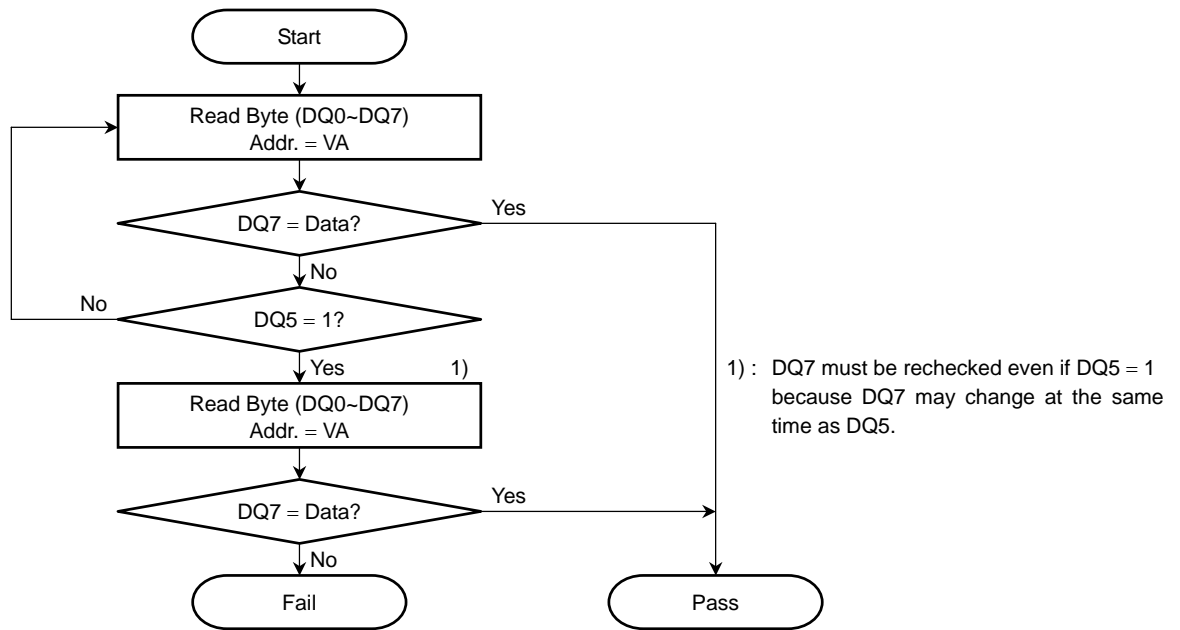 Start
Read Byte (DQ0~DQ7)
Addr. = VA
DQ7 = Data?
Yes
No
DQ5 = 1?
No
Yes
1)
Read Byte (DQ0~DQ7)
Addr. = VA
DQ7 = Data?
Yes
No
Fail
Pass
1) : DQ7 must be rechecked even if DQ5 = 1
because DQ7 may change at the same
time as DQ5.